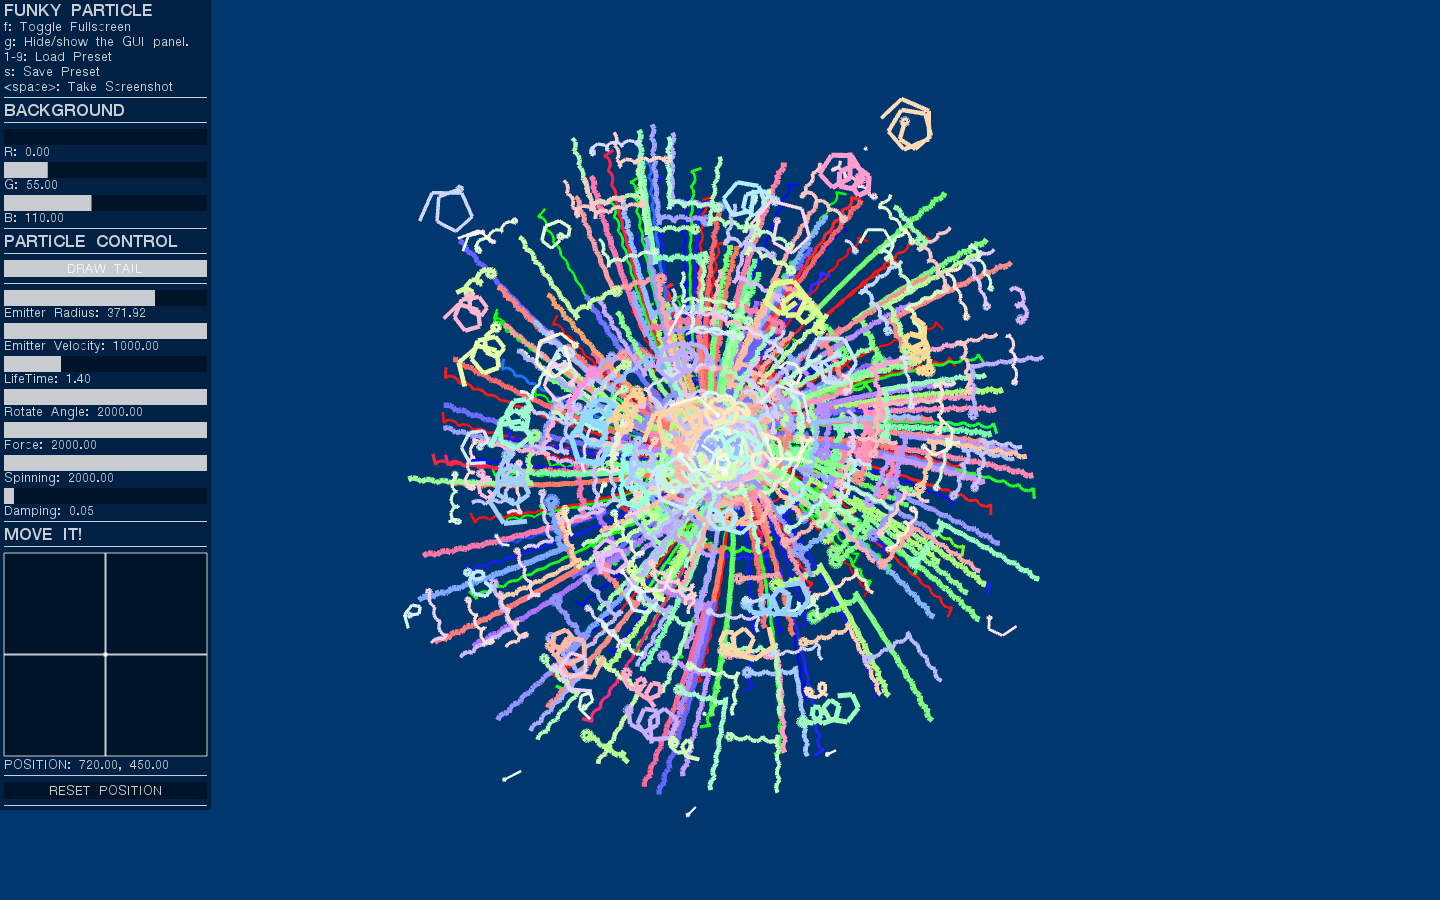 FUNKY PARTICLE
f: Toggle Fullscreen
g: Hide/show the GUI panel.
1-9: Load Preset
s: Save Preset
<space>: Take Screenshot
BACKGROUND
R: 0.00
G: 55.00
B: 110.00
PARTICLE CONTROL
DRAW TAIL
Emitter Radius: 371.92
Emitter Velocity: 1000.00
LifeTime: 1.40
Rotate Angle: 2000.00
Force: 2000.00
Spinning: 2000.00
Damping: 0.05
MOVE IT!
POSITION: 720.00, 450.00
RESET POSITION